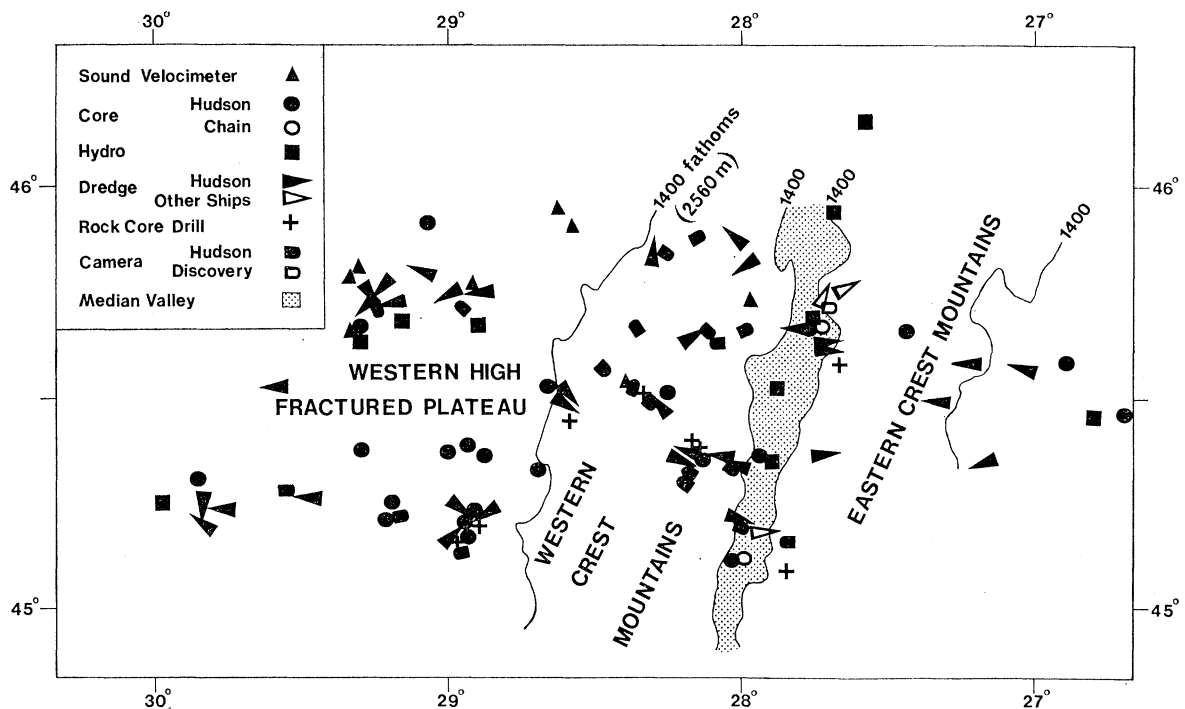 30° 29° 28° 27°
Sound Velocimeter
Core Hudson
Chain
Hydro
Dredge Hudson
Other Ships
Rock Core Drill
Camera Hudson
Discovery
Median Valley
1400 fathoms
(2560 m)
1400
1400
1400
46° 46°
WESTERN HIGH
FRACTURED PLATEAU
WESTERN
CREST
MOUNTAINS
EASTERN CREST MOUNTAINS
45° 45°
30° 29° 28° 27°